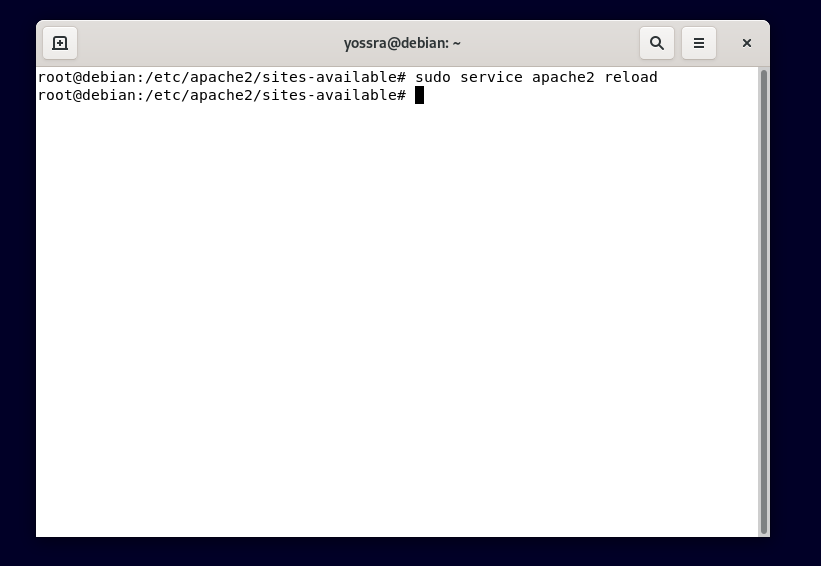 yossra@debian: ~
root@debian:/etc/apache2/sites-available# sudo service apache2 reload
root@debian:/etc/apache2/sites-available#